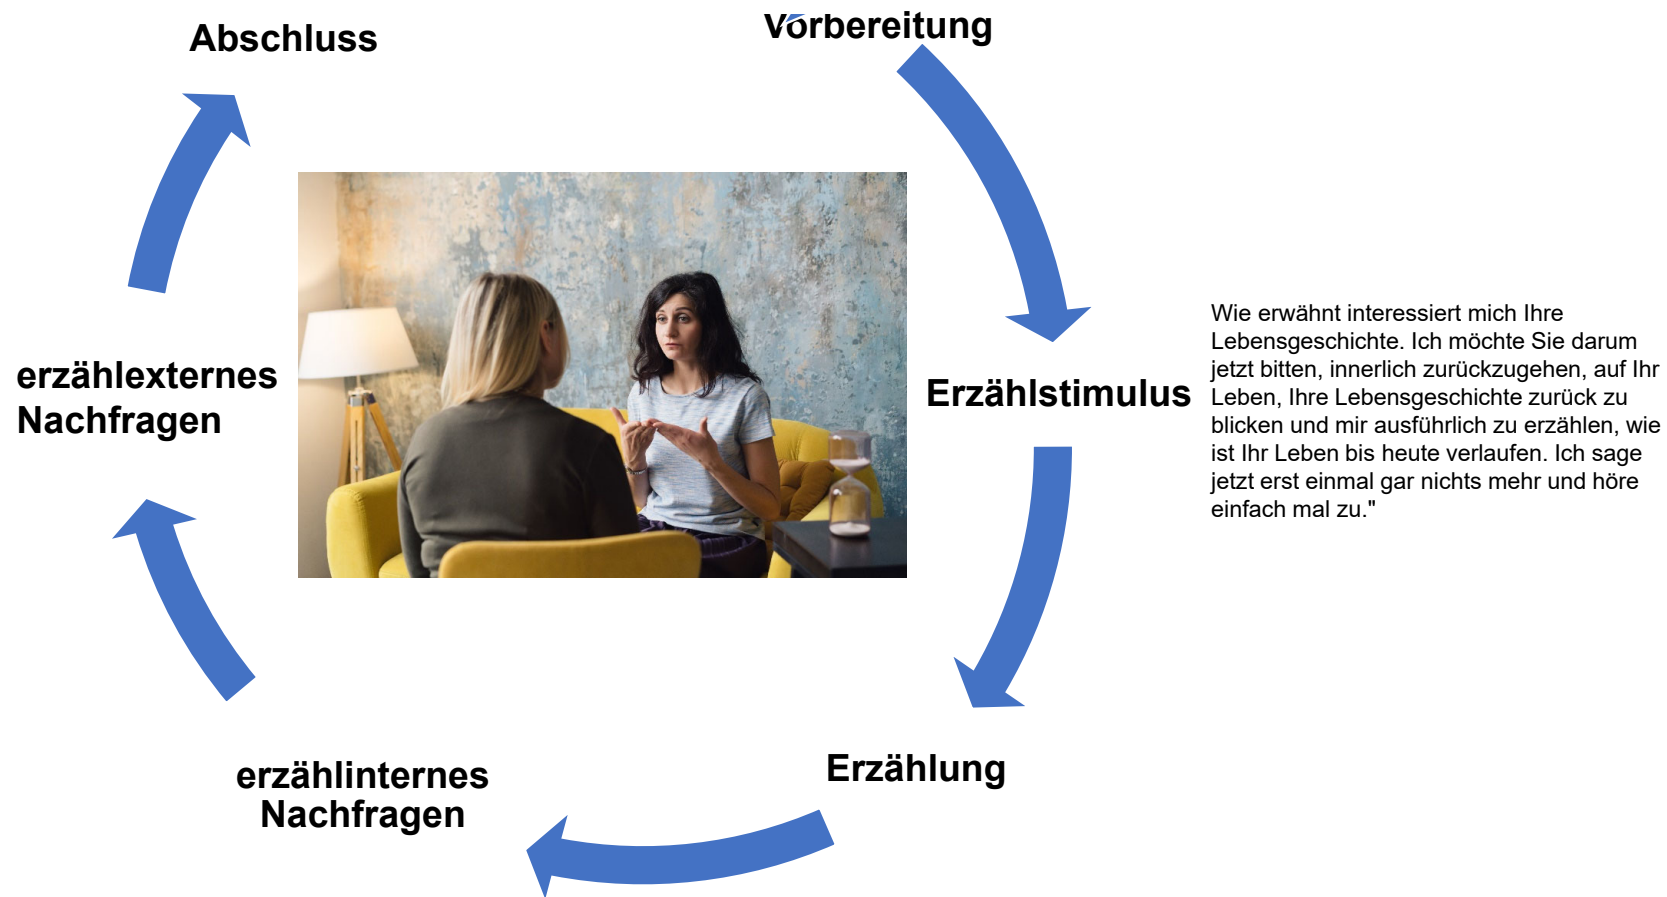 Abschluss
Vorbereitung
erzählexternes
Nachfragen
Erzählstimulus
Wie erwähnt interessiert mich Ihre
Lebensgeschichte. Ich möchte Sie darum
jetzt bitten, innerlich zurückzugehen, auf Ihr
Leben, Ihre Lebensgeschichte zurück zu
blicken und mir ausführlich zu erzählen, wie
ist Ihr Leben bis heute verlaufen. Ich sage
jetzt erst einmal gar nichts mehr und höre
einfach mal zu."
erzählinternes
Nachfragen
Erzählung